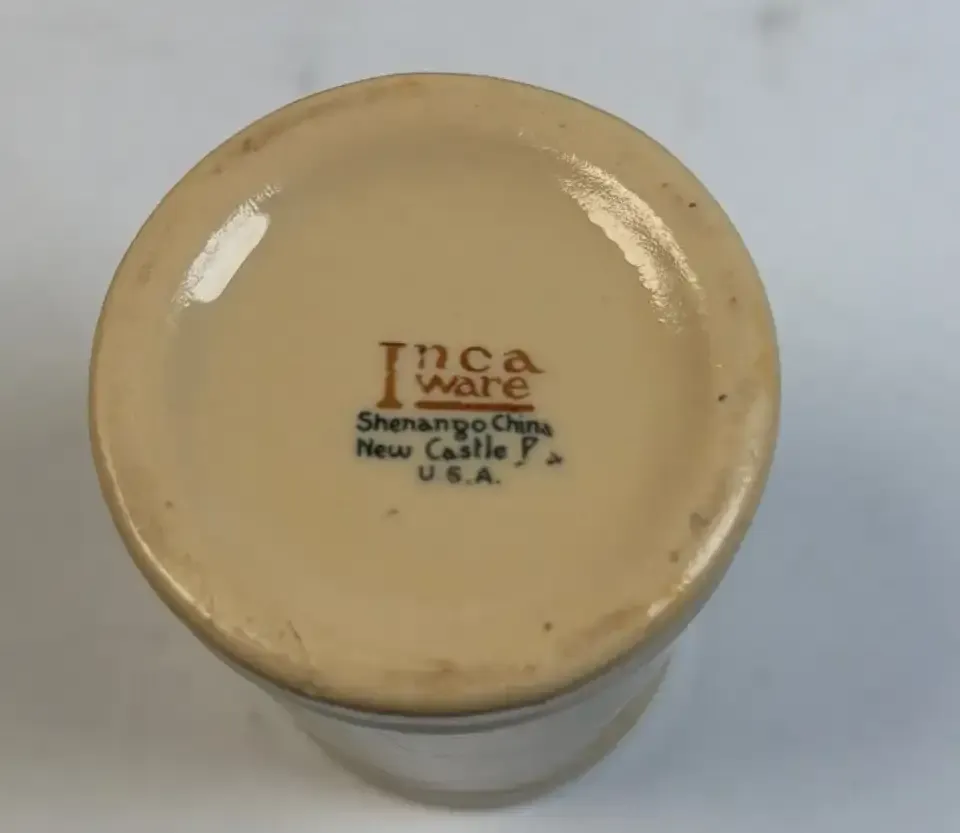 Inca
ware
Shenango China
New Castle Pa
U.S.A.